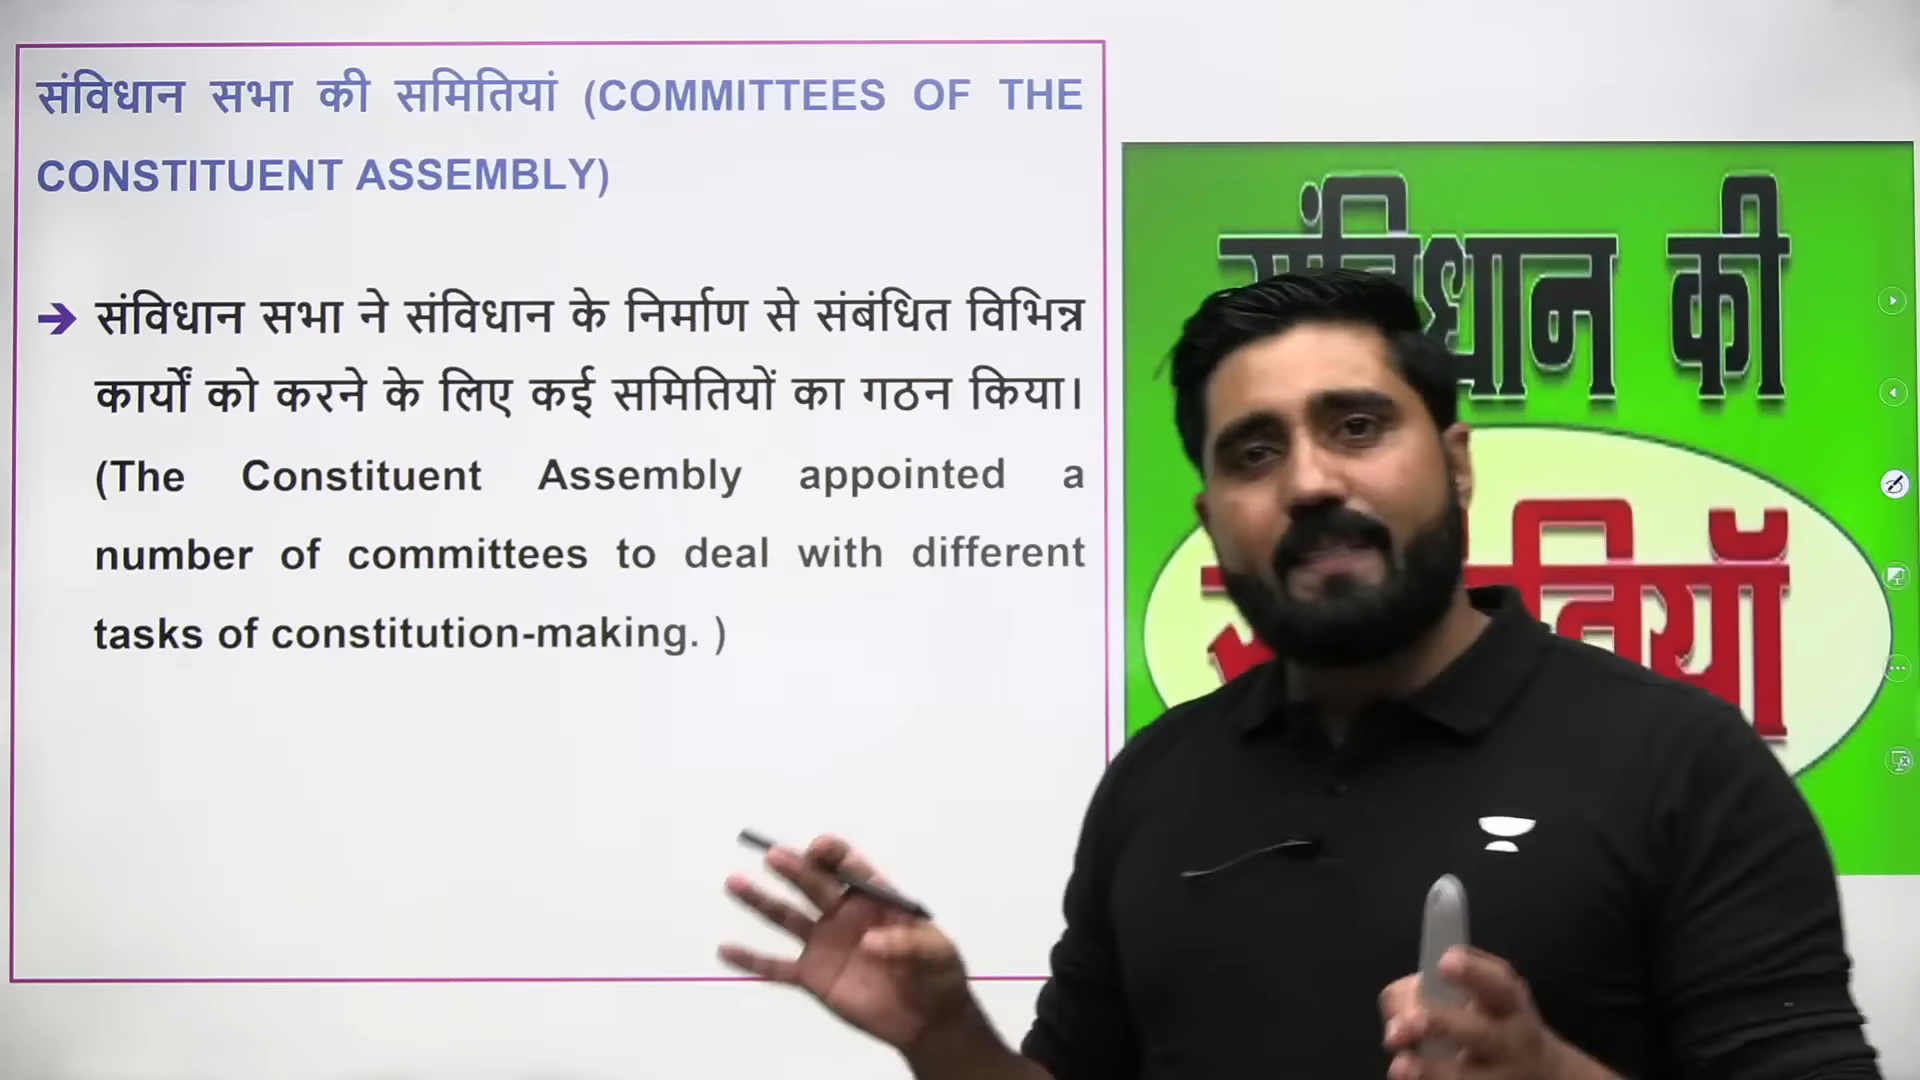 संविधान सभा की समितियां (COMMITTEES OF THE
CONSTITUENT ASSEMBLY)
➔ संविधान सभा ने संविधान के निर्माण से संबंधित विभिन्न
कार्यों को करने के लिए कई समितियों का गठन किया।
(The Constituent Assembly appointed a
number of committees to deal with different
tasks of constitution-making. )
संविधान की